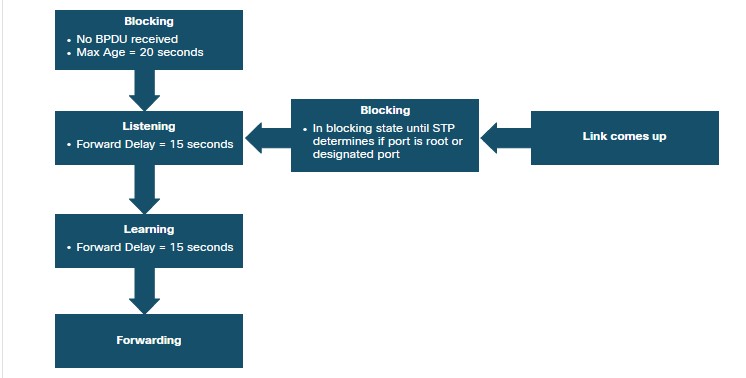 Blocking
• No BPDU received
• Max Age = 20 seconds
Listening
• Forward Delay = 15 seconds
Blocking
• In blocking state until STP
determines if port is root or
designated port
Link comes up
Learning
• Forward Delay = 15 seconds
Forwarding